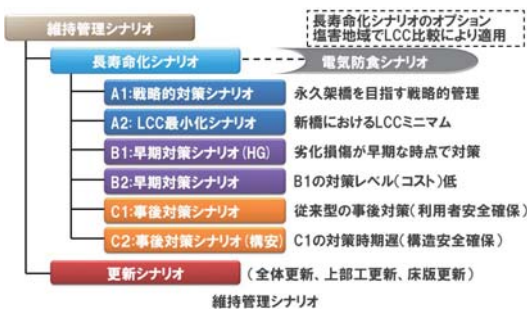 維持管理シナリオ
長寿命化シナリオのオプション
塩害地域でLCC比較により適用
長寿命化シナリオ
電気防食シナリオ
A1:戦略的対策シナリオ 永久架橋を目指す戦略的管理
A2: LCC最小化シナリオ 新橋におけるLCCミニマム
B1:早期対策シナリオ(HG) 劣化損傷が早期な時点で対策
B2:早期対策シナリオ B1の対策レベル(コスト)低
C1:事後対策シナリオ 従来型の事後対策(利用者安全確保)
C2:事後対策シナリオ(構安) C1の対策時期遅(構造安全確保)
更新シナリオ (全体更新、上部工更新、床版更新)
維持管理シナリオ